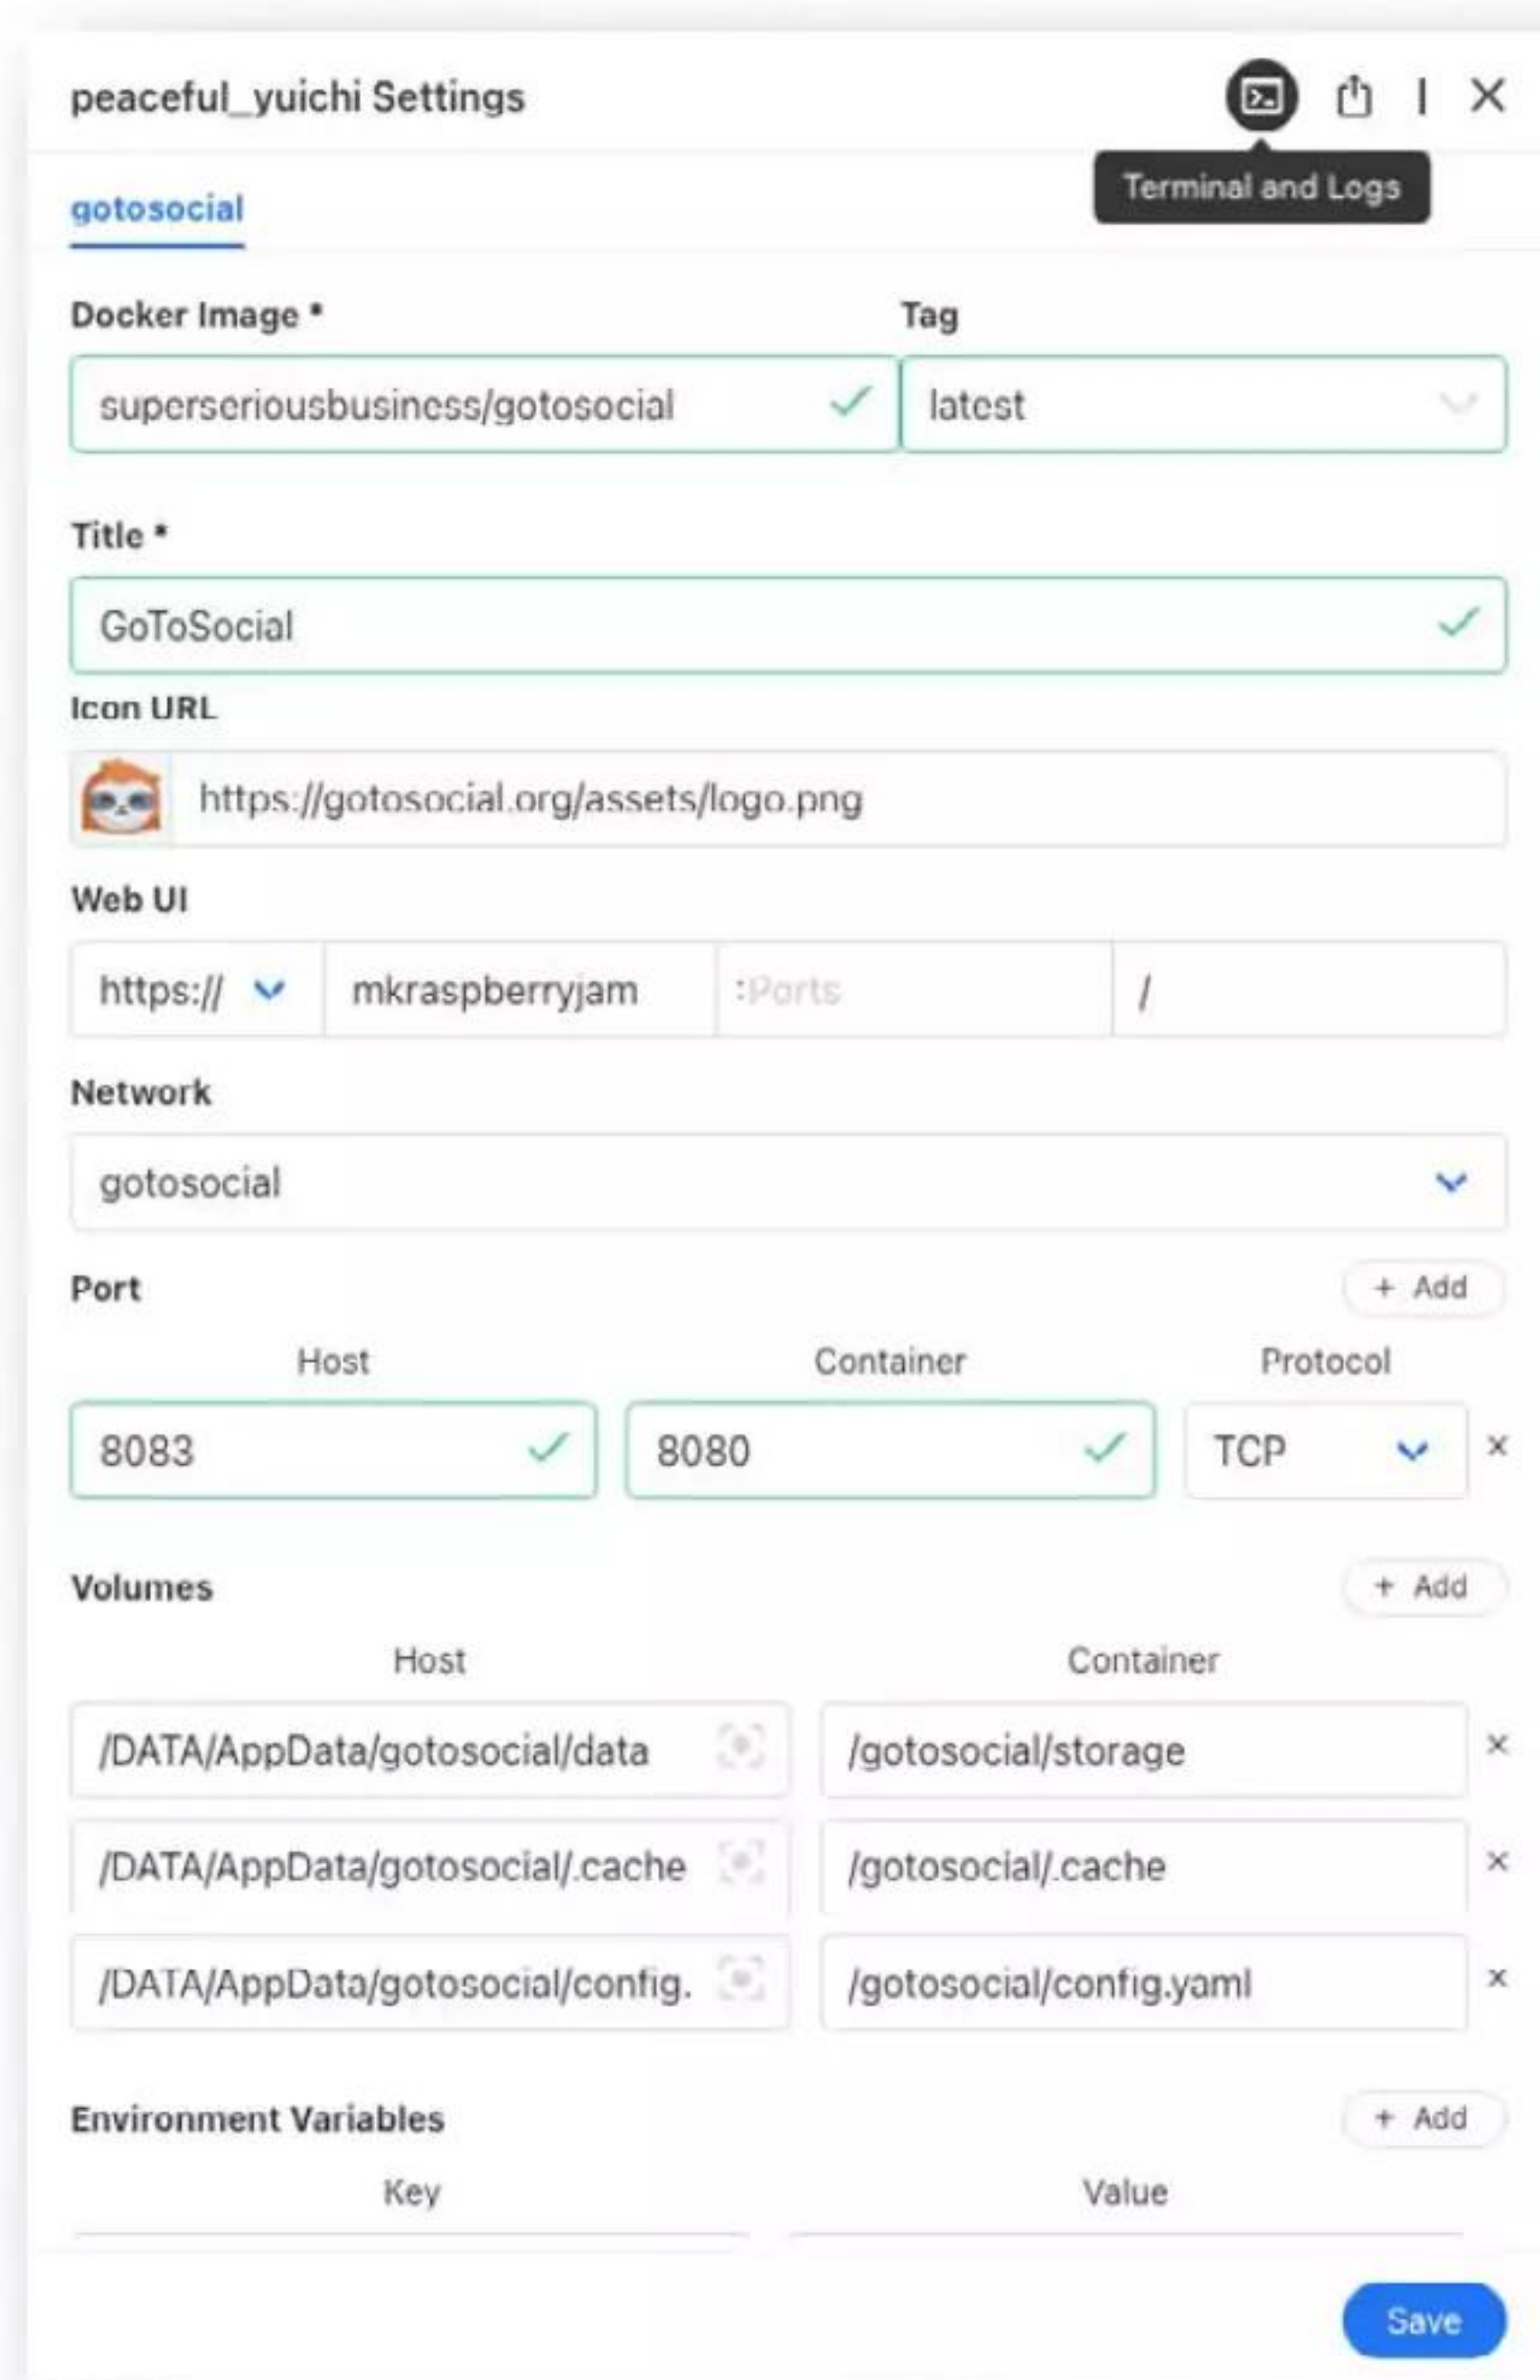 peaceful_yuichi Settings
Terminal and Logs
gotosocial
Docker Image * Tag
superseriousbusiness/gotosocial latest
Title *
GoToSocial
Icon URL
https://gotosocial.org/assets/logo.png
Web UI
https:// mkraspberryjam :Ports /
Network
gotosocial
Port + Add
Host Container Protocol
8083 8080 TCP
Volumes + Add
Host Container
/DATA/AppData/gotosocial/data /gotosocial/storage
/DATA/AppData/gotosocial/.cache /gotosocial/.cache
/DATA/AppData/gotosocial/config. /gotosocial/config.yaml
Environment Variables + Add
Key Value
Save